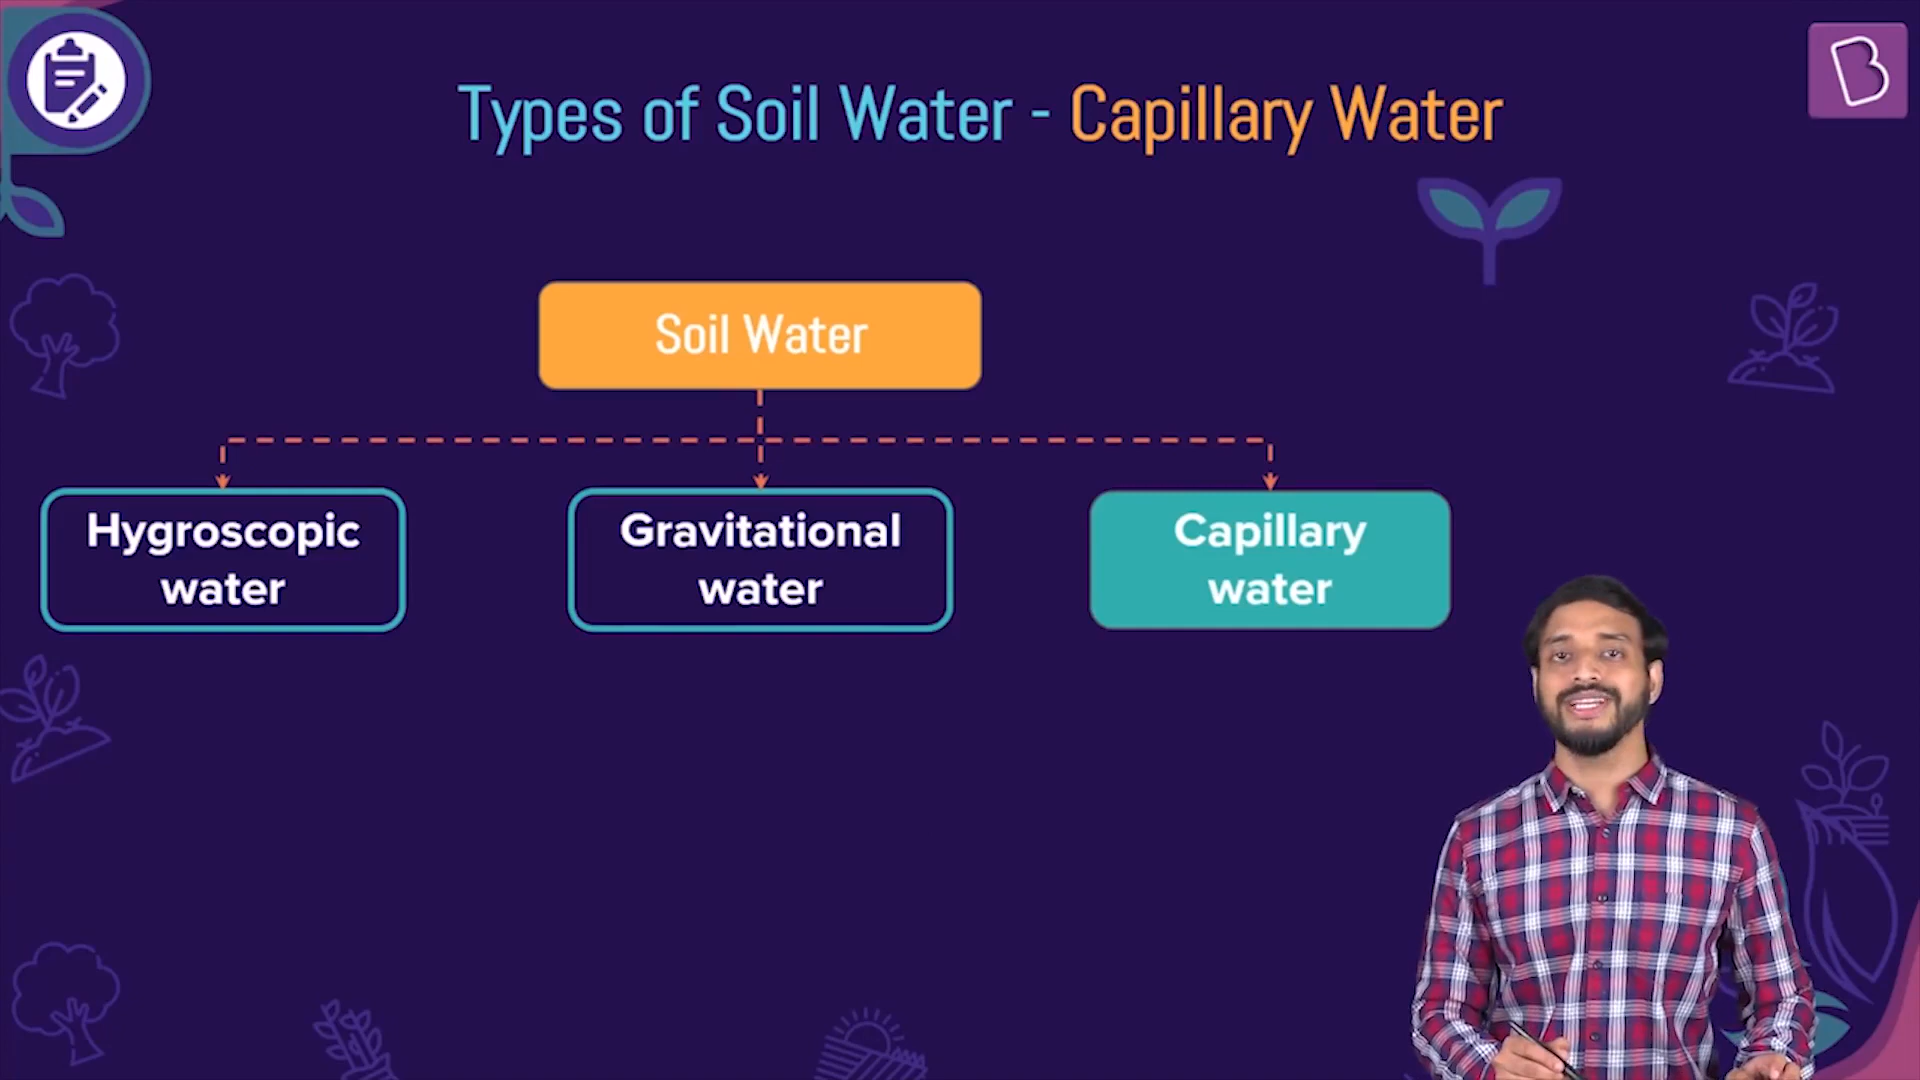 Types of Soil Water - Capillary Water
Soil Water
Hygroscopic
water
Gravitational
water
Capillary
water